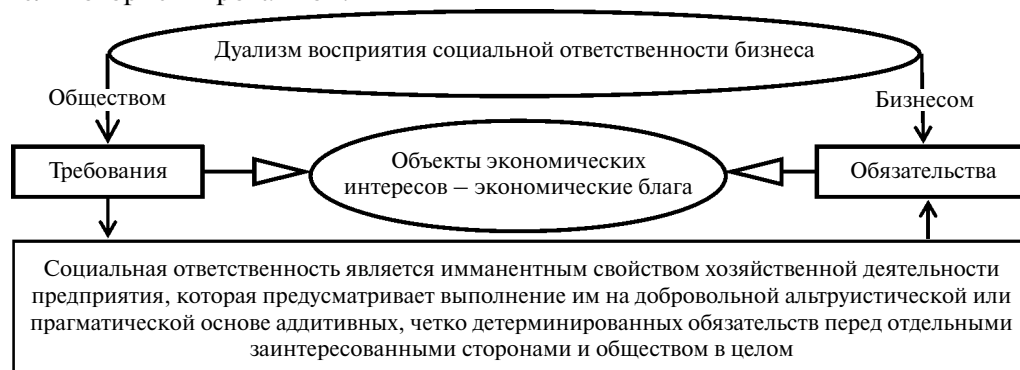 Дуализм восприятия социальной ответственности бизнеса
Обществом
Бизнесом
Требования
Объекты экономических
интересов – экономические блага
Обязательства
Социальная ответственность является имманентным свойством хозяйственной деятельности
предприятия, которая предусматривает выполнение им на добровольной альтруистической или
прагматической основе аддитивных, четко детерминированных обязательств перед отдельными
заинтересованными сторонами и обществом в целом